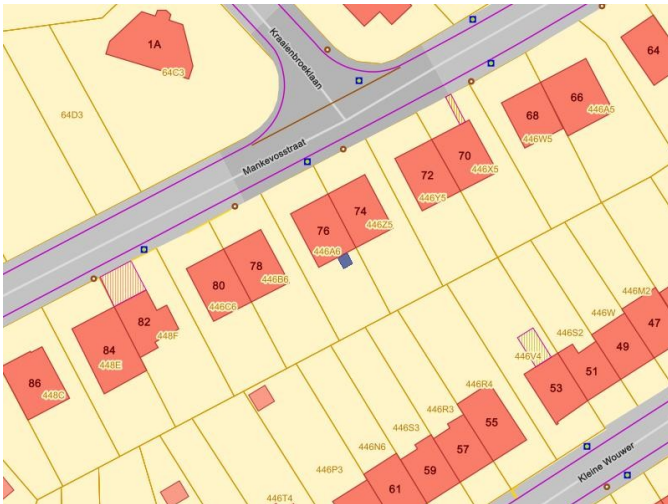 1A
64C3
64D3
Kraaienbroeklaan
Mankevosstraat
64
66
446A5
68
446W5
70
446X5
72
446Y5
74
446Z5
76
446A6
78
446B6
80
446C6
82
448F
84
448E
86
448C
446M2
47
446W
49
446S2
51
446V4
53
446R4
55
446R3
57
446S3
59
446N6
61
446P3
446T4
Kleine Wouwer